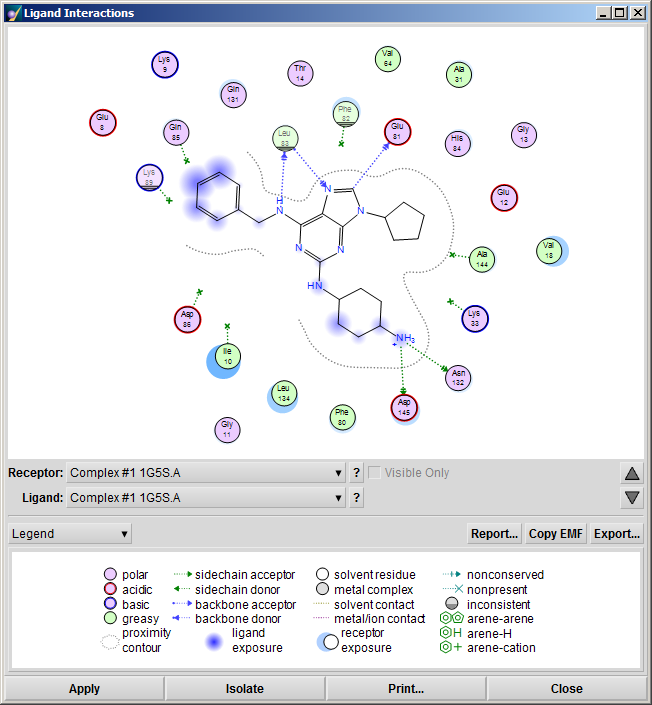 Ligand Interactions
Lys
9
Thr
14
Val
64
Ala
31
Gln
131
Glu
8
Gln
85
Leu
83
Phe
82
Glu
81
His
84
Gly
13
Lys
89
H
N
N
N
N
N
N
HN
NH3
+
Glu
12
Val
18
Ala
144
Lys
33
Asp
86
Ile
10
Asn
132
Leu
134
Phe
80
Asp
145
Gly
11
Receptor: Complex #1 1G5S.A ? Visible Only
Ligand: Complex #1 1G5S.A ?
Legend Report... Copy EMF Export...
polar sidechain acceptor solvent residue nonconserved
acidic sidechain donor metal complex nonpresent
basic backbone acceptor solvent contact inconsistent
greasy backbone donor metal/ion contact arene-arene
proximity ligand receptor arene-H
contour exposure exposure arene-cation
Apply Isolate Print... Close